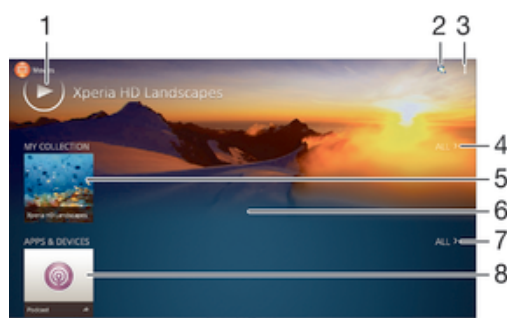 1
2
3
Movies
Xperia HD Landscapes
MY COLLECTION
ALL
4
5
Xperia HD Landscapes
6
APPS & DEVICES
ALL
7
8
Podcast